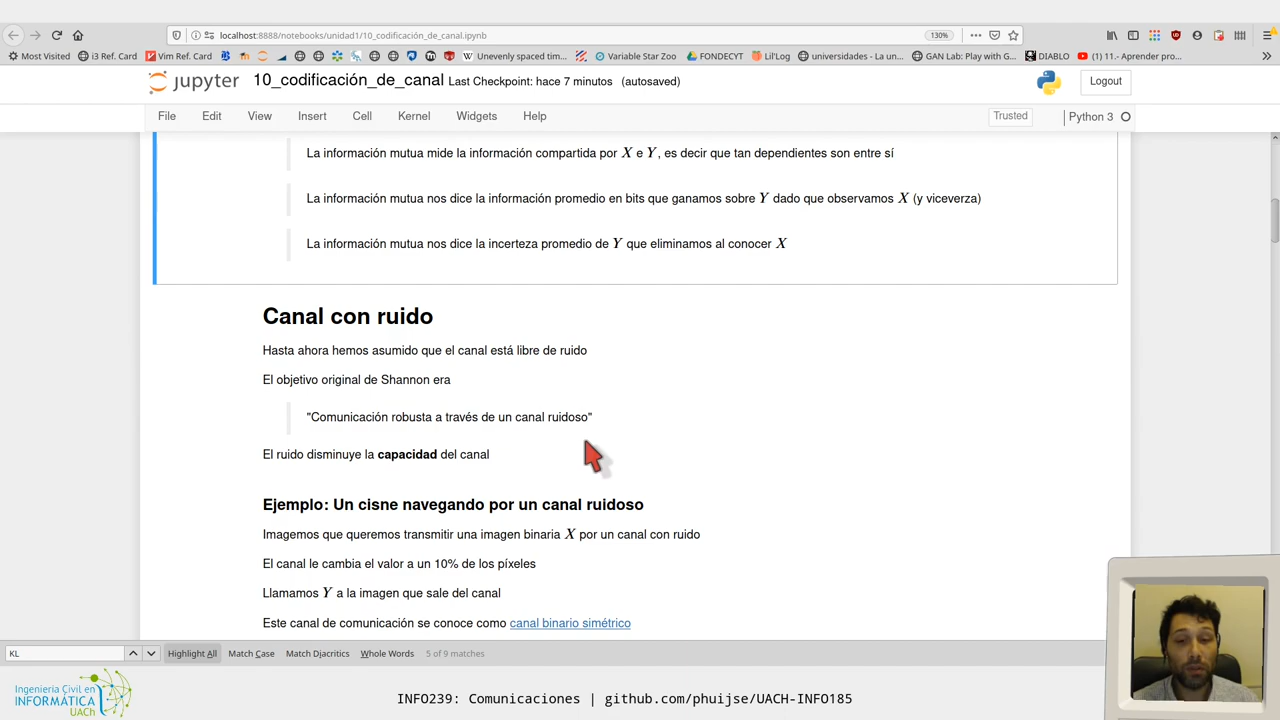 localhost:8888/notebooks/unidad1/10_codificación_de_canal.ipynb
130%
Most Visited
i3 Ref. Card
Vim Ref. Card
Unevenly spaced tim...
Variable Star Zoo
FONDECYT
Lil'Log
universidades - La un...
GAN Lab: Play with G...
DIABLO
(1) 11.- Aprender pro...
jupyter 10_codificación_de_canal Last Checkpoint: hace 7 minutos (autosaved)
Logout
File Edit View Insert Cell Kernel Widgets Help
Trusted
Python 3
La información mutua mide la información compartida por X e Y, es decir que tan dependientes son entre sí
La información mutua nos dice la información promedio en bits que ganamos sobre Y dado que observamos X (y viceverza)
La información mutua nos dice la incerteza promedio de Y que eliminamos al conocer X
Canal con ruido
Hasta ahora hemos asumido que el canal está libre de ruido
El objetivo original de Shannon era
"Comunicación robusta a través de un canal ruidoso"
El ruido disminuye la capacidad del canal
Ejemplo: Un cisne navegando por un canal ruidoso
Imagemos que queremos transmitir una imagen binaria X por un canal con ruido
El canal le cambia el valor a un 10% de los píxeles
Llamamos Y a la imagen que sale del canal
Este canal de comunicación se conoce como canal binario simétrico
KL
Highlight All
Match Case
Match Diacritics
Whole Words
5 of 9 matches
Ingeniería Civil en
INFORMÁTICA
UACh
INFO239: Comunicaciones | github.com/phuijse/UACH-INFO185